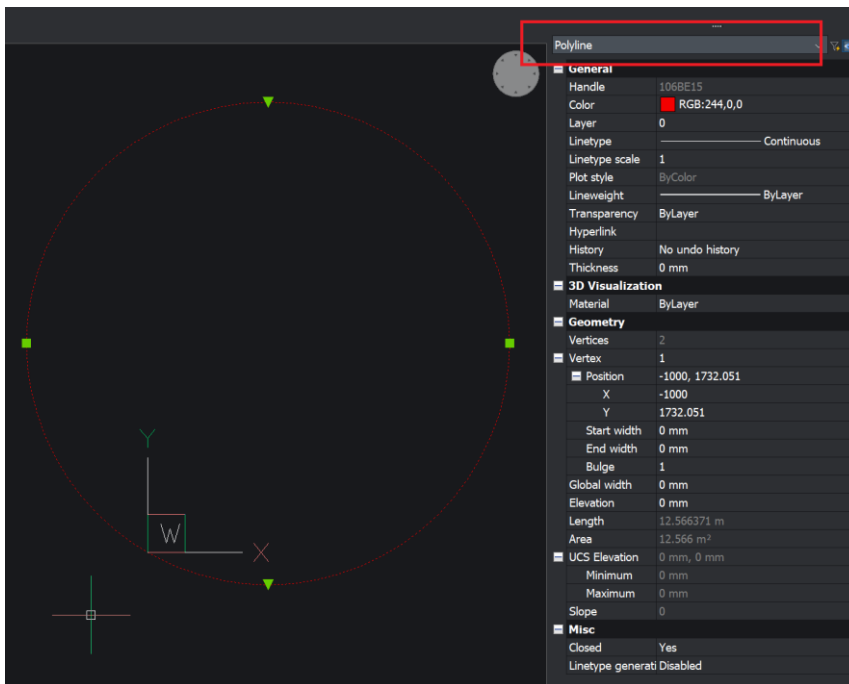 Polyline
General
Handle 106BE15
Color RGB:244,0,0
Layer 0
Linetype Continuous
Linetype scale 1
Plot style ByColor
Lineweight ByLayer
Transparency ByLayer
Hyperlink
History No undo history
Thickness 0 mm
3D Visualizatio
Material ByLayer
Geometry
Vertices 2
Vertex 1
Position -1000, 1732.051
X -1000
Y 1732.051
Start width 0 mm
End width 0 mm
Bulge 1
Global width 0 mm
Elevation 0 mm
Length 12.566371 m
Area 12.566 m²
UCS Elevation 0 mm, 0 mm
Minimum 0 mm
Maximum 0 mm
Slope 0
Misc
Closed Yes
Linetype generati Disabled
Y
W
X